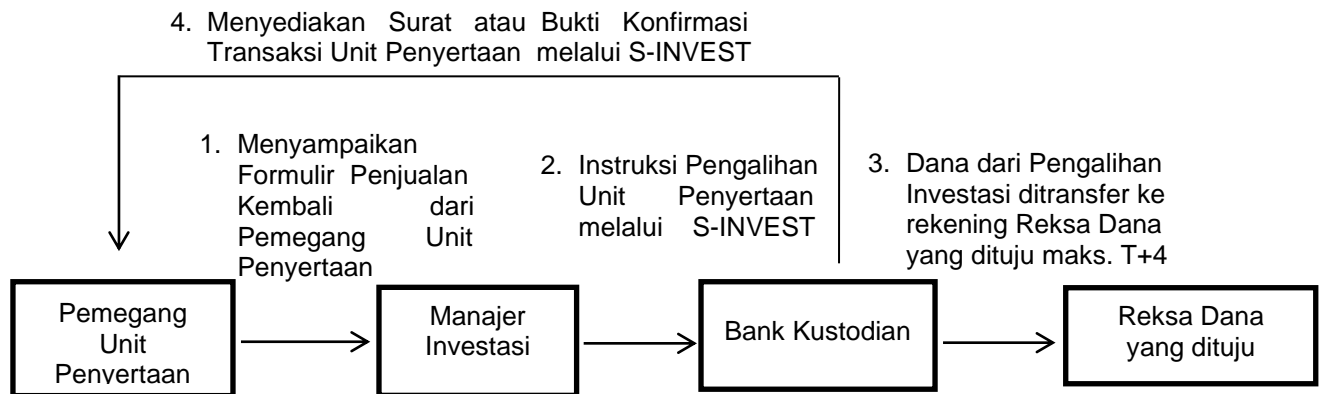 4. Menyediakan Surat atau Bukti Konfirmasi
Transaksi Unit Penyertaan melalui S-INVEST
1. Menyampaikan
Formulir Penjualan
Kembali dari
Pemegang Unit
Penyertaan
2. Instruksi Pengalihan
Unit Penyertaan
melalui S-INVEST
3. Dana dari Pengalihan
Investasi ditransfer ke
rekening Reksa Dana
yang dituju maks. T+4
Pemegang
Unit
Penyertaan
Manajer
Investasi
Bank Kustodian
Reksa Dana
yang dituju